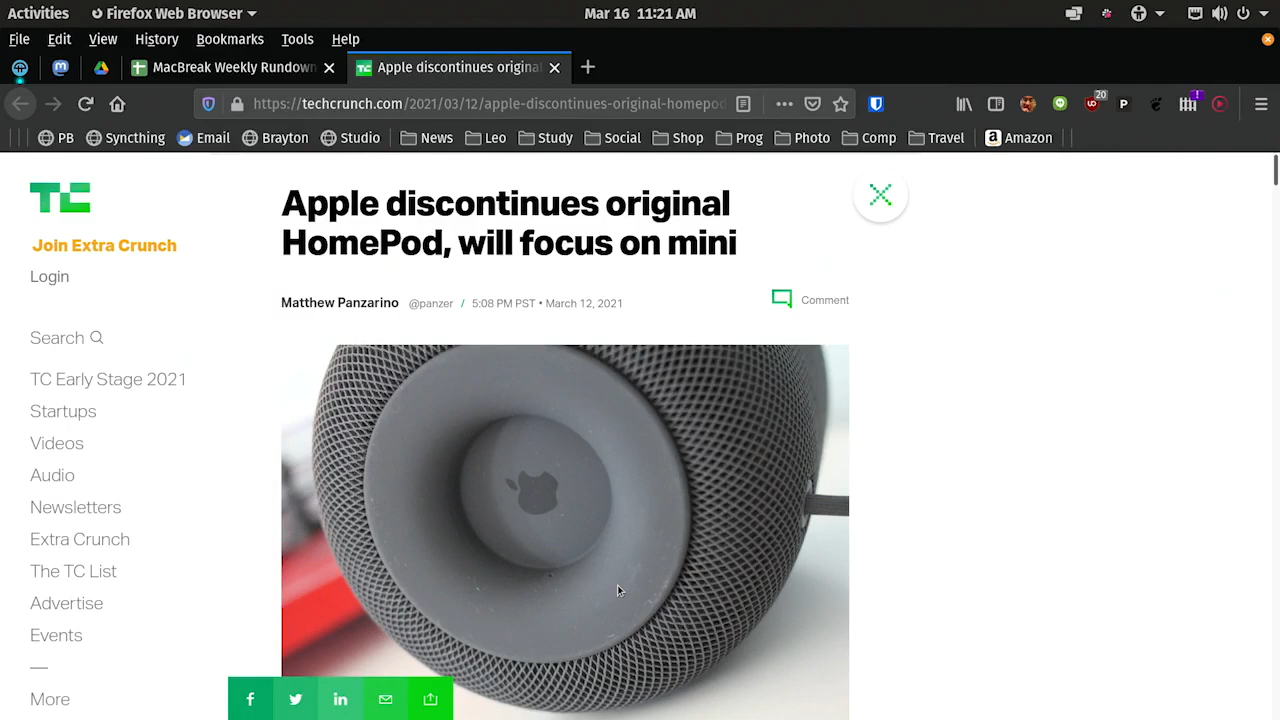 Activities
Firefox Web Browser
Mar 16 11:21 AM
File Edit View History Bookmarks Tools Help
MacBreak Weekly Rundown
Apple discontinues original
https://techcrunch.com/2021/03/12/apple-discontinues-original-homepod
20
P
!
PB Syncthing Email Brayton Studio News Leo Study Social Shop Prog Photo Comp Travel Amazon
TC
Join Extra Crunch
Login
Search
TC Early Stage 2021
Startups
Videos
Audio
Newsletters
Extra Crunch
The TC List
Advertise
Events
—
More
Apple discontinues original
HomePod, will focus on mini
Matthew Panzarino @panzer / 5:08 PM PST • March 12, 2021
Comment